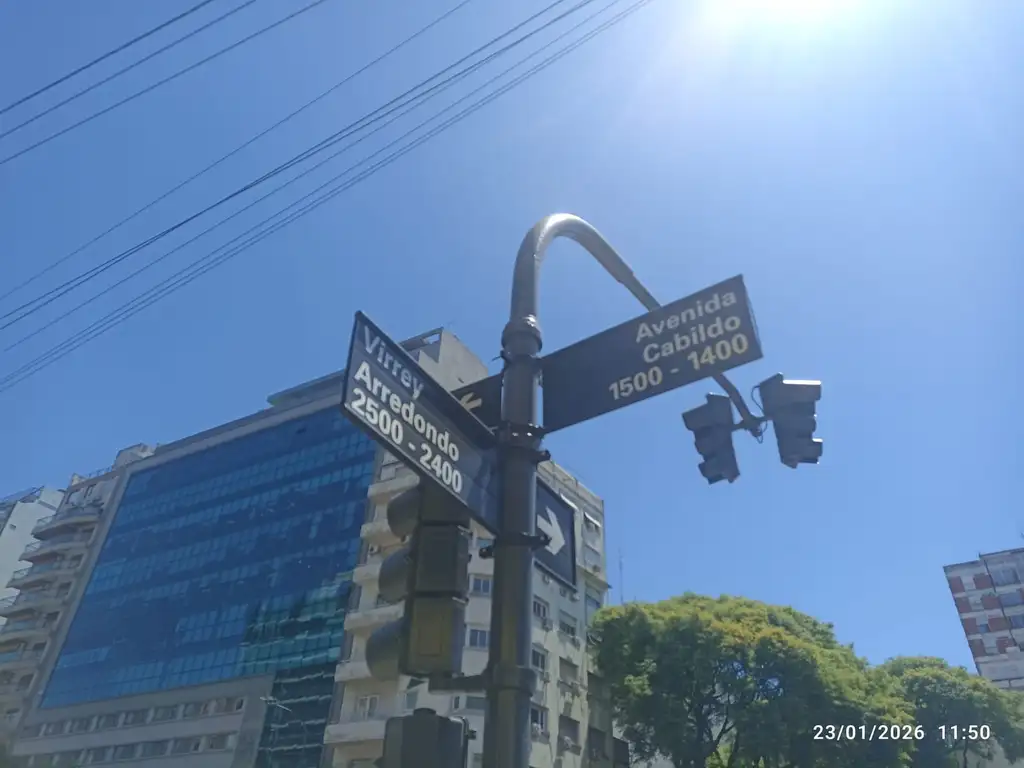 Virrey
Arredondo
2500 - 2400
Avenida
Cabildo
1500 - 1400
23/01/2026 11:50